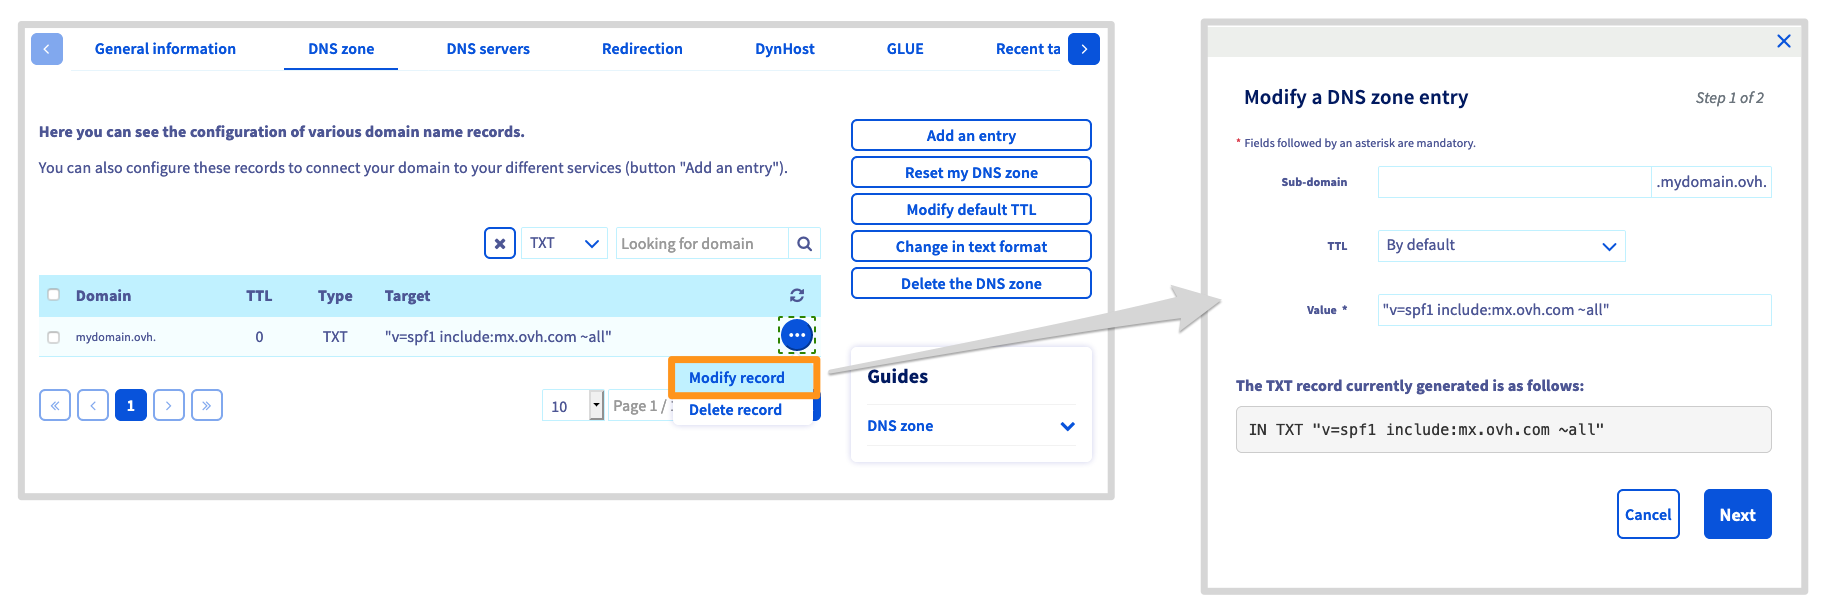 General information
DNS zone
DNS servers
Redirection
DynHost
GLUE
Recent ta
Here you can see the configuration of various domain name records.
You can also configure these records to connect your domain to your different services (button "Add an entry").
Add an entry
Reset my DNS zone
Modify default TTL
Change in text format
Delete the DNS zone
TXT
Looking for domain
Domain TTL Type Target
mydomain.ovh. 0 TXT "v=spf1 include:mx.ovh.com ~all"
Modify record
Delete record
« ‹ 1 › »
10
Page 1 /
Guides
DNS zone
Modify a DNS zone entry
Step 1 of 2
* Fields followed by an asterisk are mandatory.
Sub-domain
.mydomain.ovh.
TTL
By default
Value *
"v=spf1 include:mx.ovh.com ~all"
The TXT record currently generated is as follows:
IN TXT "v=spf1 include:mx.ovh.com ~all"
Cancel
Next